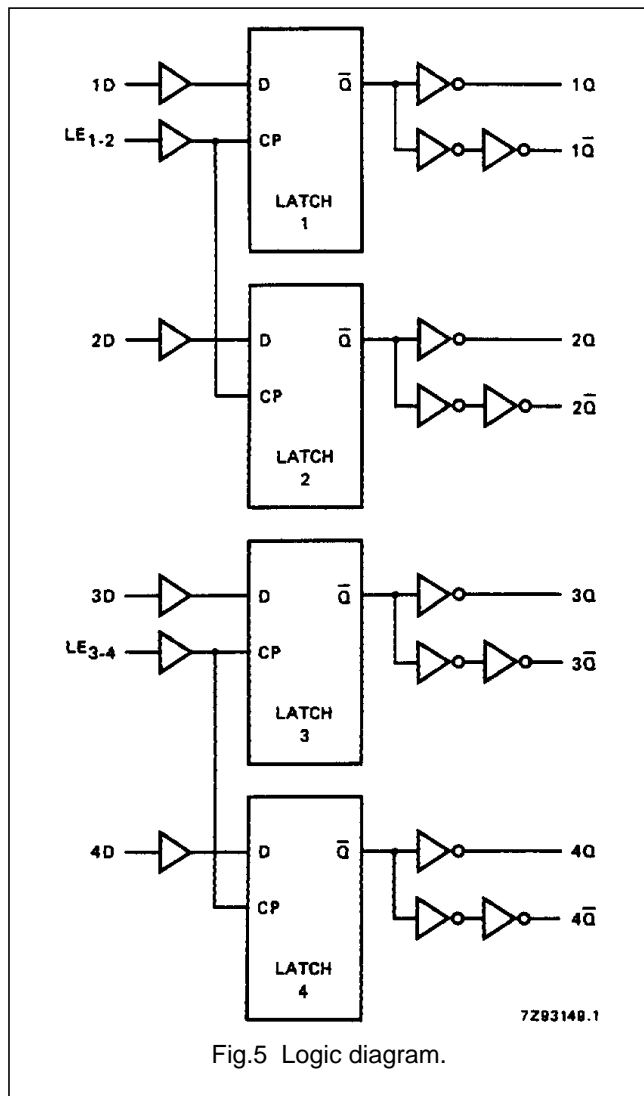 1D D Q̅ 1Q
LE1-2 CP 1Q̅
LATCH
1
2D D Q̅ 2Q
CP 2Q̅
LATCH
2
3D D Q̅ 3Q
LE3-4 CP 3Q̅
LATCH
3
4D D Q̅ 4Q
CP 4Q̅
LATCH
4
7Z93149.1
Fig.5 Logic diagram.